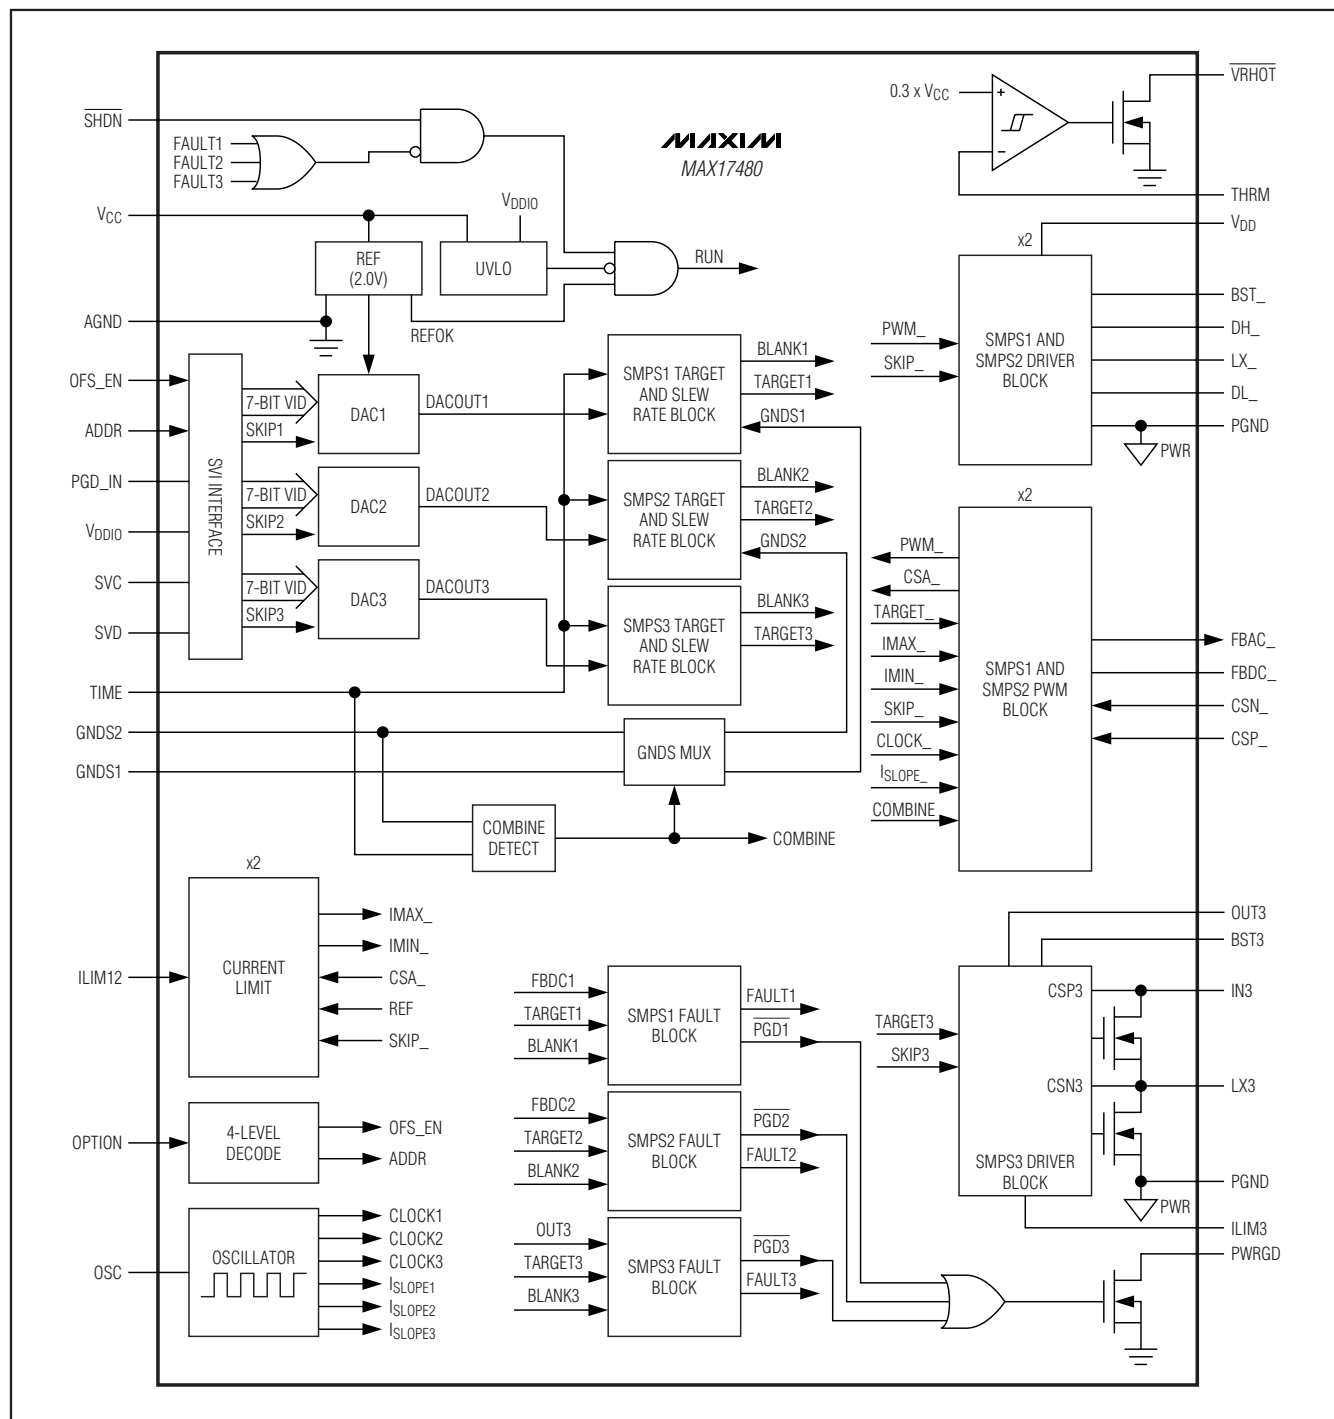 SHDN
FAULT1
FAULT2
FAULT3
VCC
AGND
OFS_EN
ADDR
PGD_IN
VDDIO
SVC
SVD
TIME
GNDS2
GNDS1
ILIM12
OPTION
OSC
MAXIM
MAX17480
VDDIO
REF
(2.0V)
UVLO
RUN
REFOK
SVI INTERFACE
7-BIT VID
SKIP1
DAC1
DACOUT1
7-BIT VID
SKIP2
DAC2
DACOUT2
7-BIT VID
SKIP3
DAC3
DACOUT3
SMPS1 TARGET
AND SLEW
RATE BLOCK
BLANK1
TARGET1
GNDS1
SMPS2 TARGET
AND SLEW
RATE BLOCK
BLANK2
TARGET2
GNDS2
SMPS3 TARGET
AND SLEW
RATE BLOCK
BLANK3
TARGET3
GNDS MUX
COMBINE
DETECT
COMBINE
x2
CURRENT
LIMIT
IMAX_
IMIN_
CSA_
REF
SKIP_
4-LEVEL
DECODE
OFS_EN
ADDR
OSCILLATOR
CLOCK1
CLOCK2
CLOCK3
ISLOPE1
ISLOPE2
ISLOPE3
FBDC1
TARGET1
BLANK1
SMPS1 FAULT
BLOCK
FAULT1
PGD1
FBDC2
TARGET2
BLANK2
SMPS2 FAULT
BLOCK
PGD2
FAULT2
OUT3
TARGET3
BLANK3
SMPS3 FAULT
BLOCK
PGD3
FAULT3
0.3 x VCC
+
−
VRHOT
THRM
VDD
x2
PWM_
SKIP_
SMPS1 AND
SMPS2 DRIVER
BLOCK
BST_
DH_
LX_
DL_
PGND
PWR
x2
PWM_
CSA_
TARGET_
IMAX_
IMIN_
SKIP_
CLOCK_
ISLOPE_
COMBINE
SMPS1 AND
SMPS2 PWM
BLOCK
FBAC_
FBDC_
CSN_
CSP_
OUT3
BST3
TARGET3
SKIP3
CSP3
CSN3
SMPS3 DRIVER
BLOCK
IN3
LX3
PGND
PWR
ILIM3
PWRGD